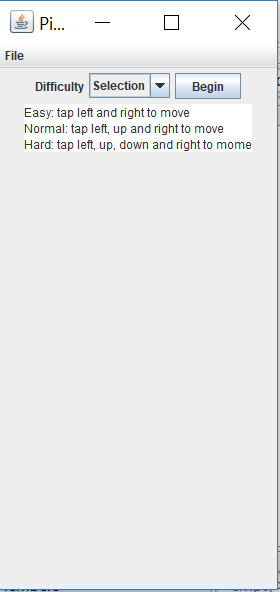 Pi...
File
Difficulty Selection Begin
Easy: tap left and right to move
Normal: tap left, up and right to move
Hard: tap left, up, down and right to mome